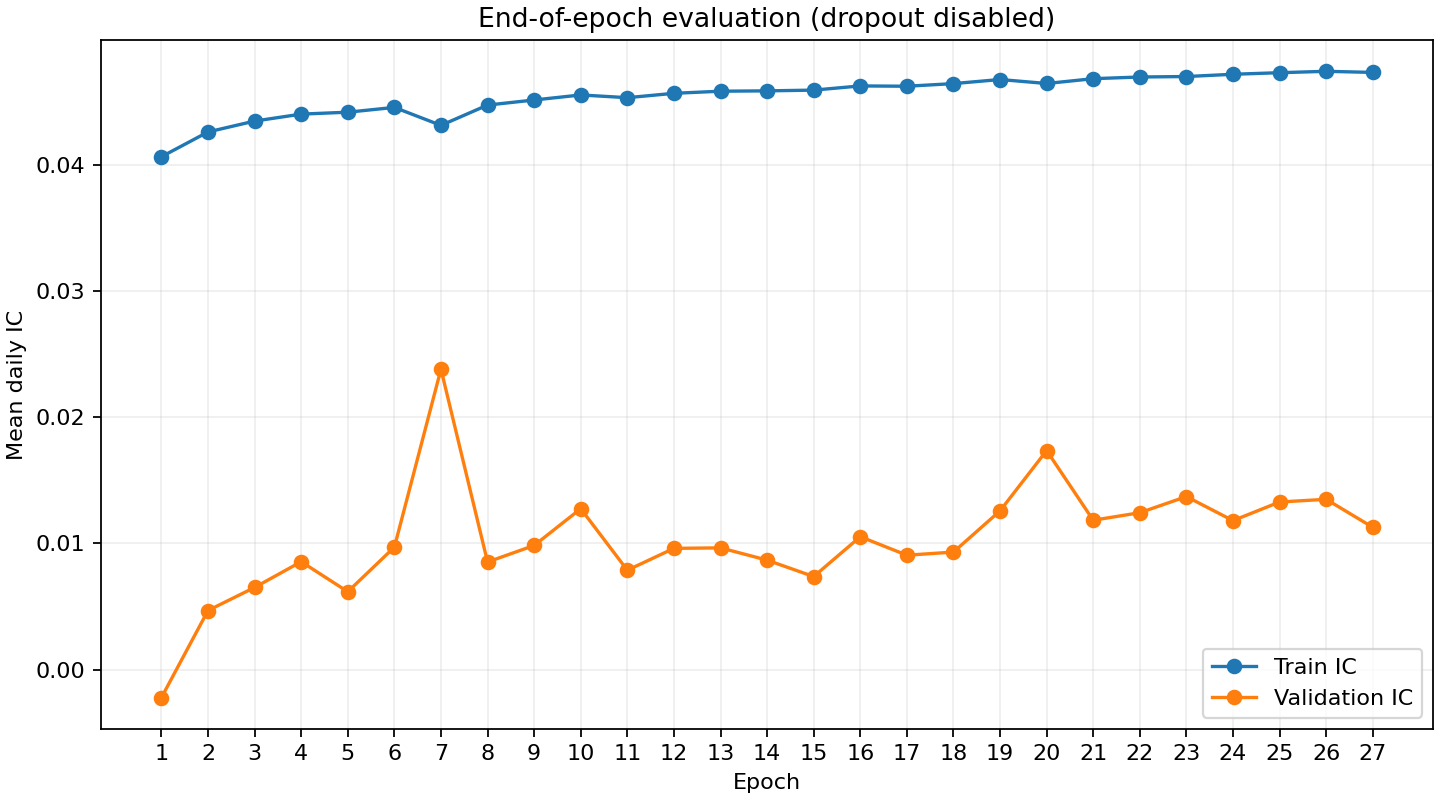 End-of-epoch evaluation (dropout disabled)
Mean daily IC
0.04
0.03
0.02
0.01
0.00
Train IC
Validation IC
1 2 3 4 5 6 7 8 9 10 11 12 13 14 15 16 17 18 19 20 21 22 23 24 25 26 27
Epoch